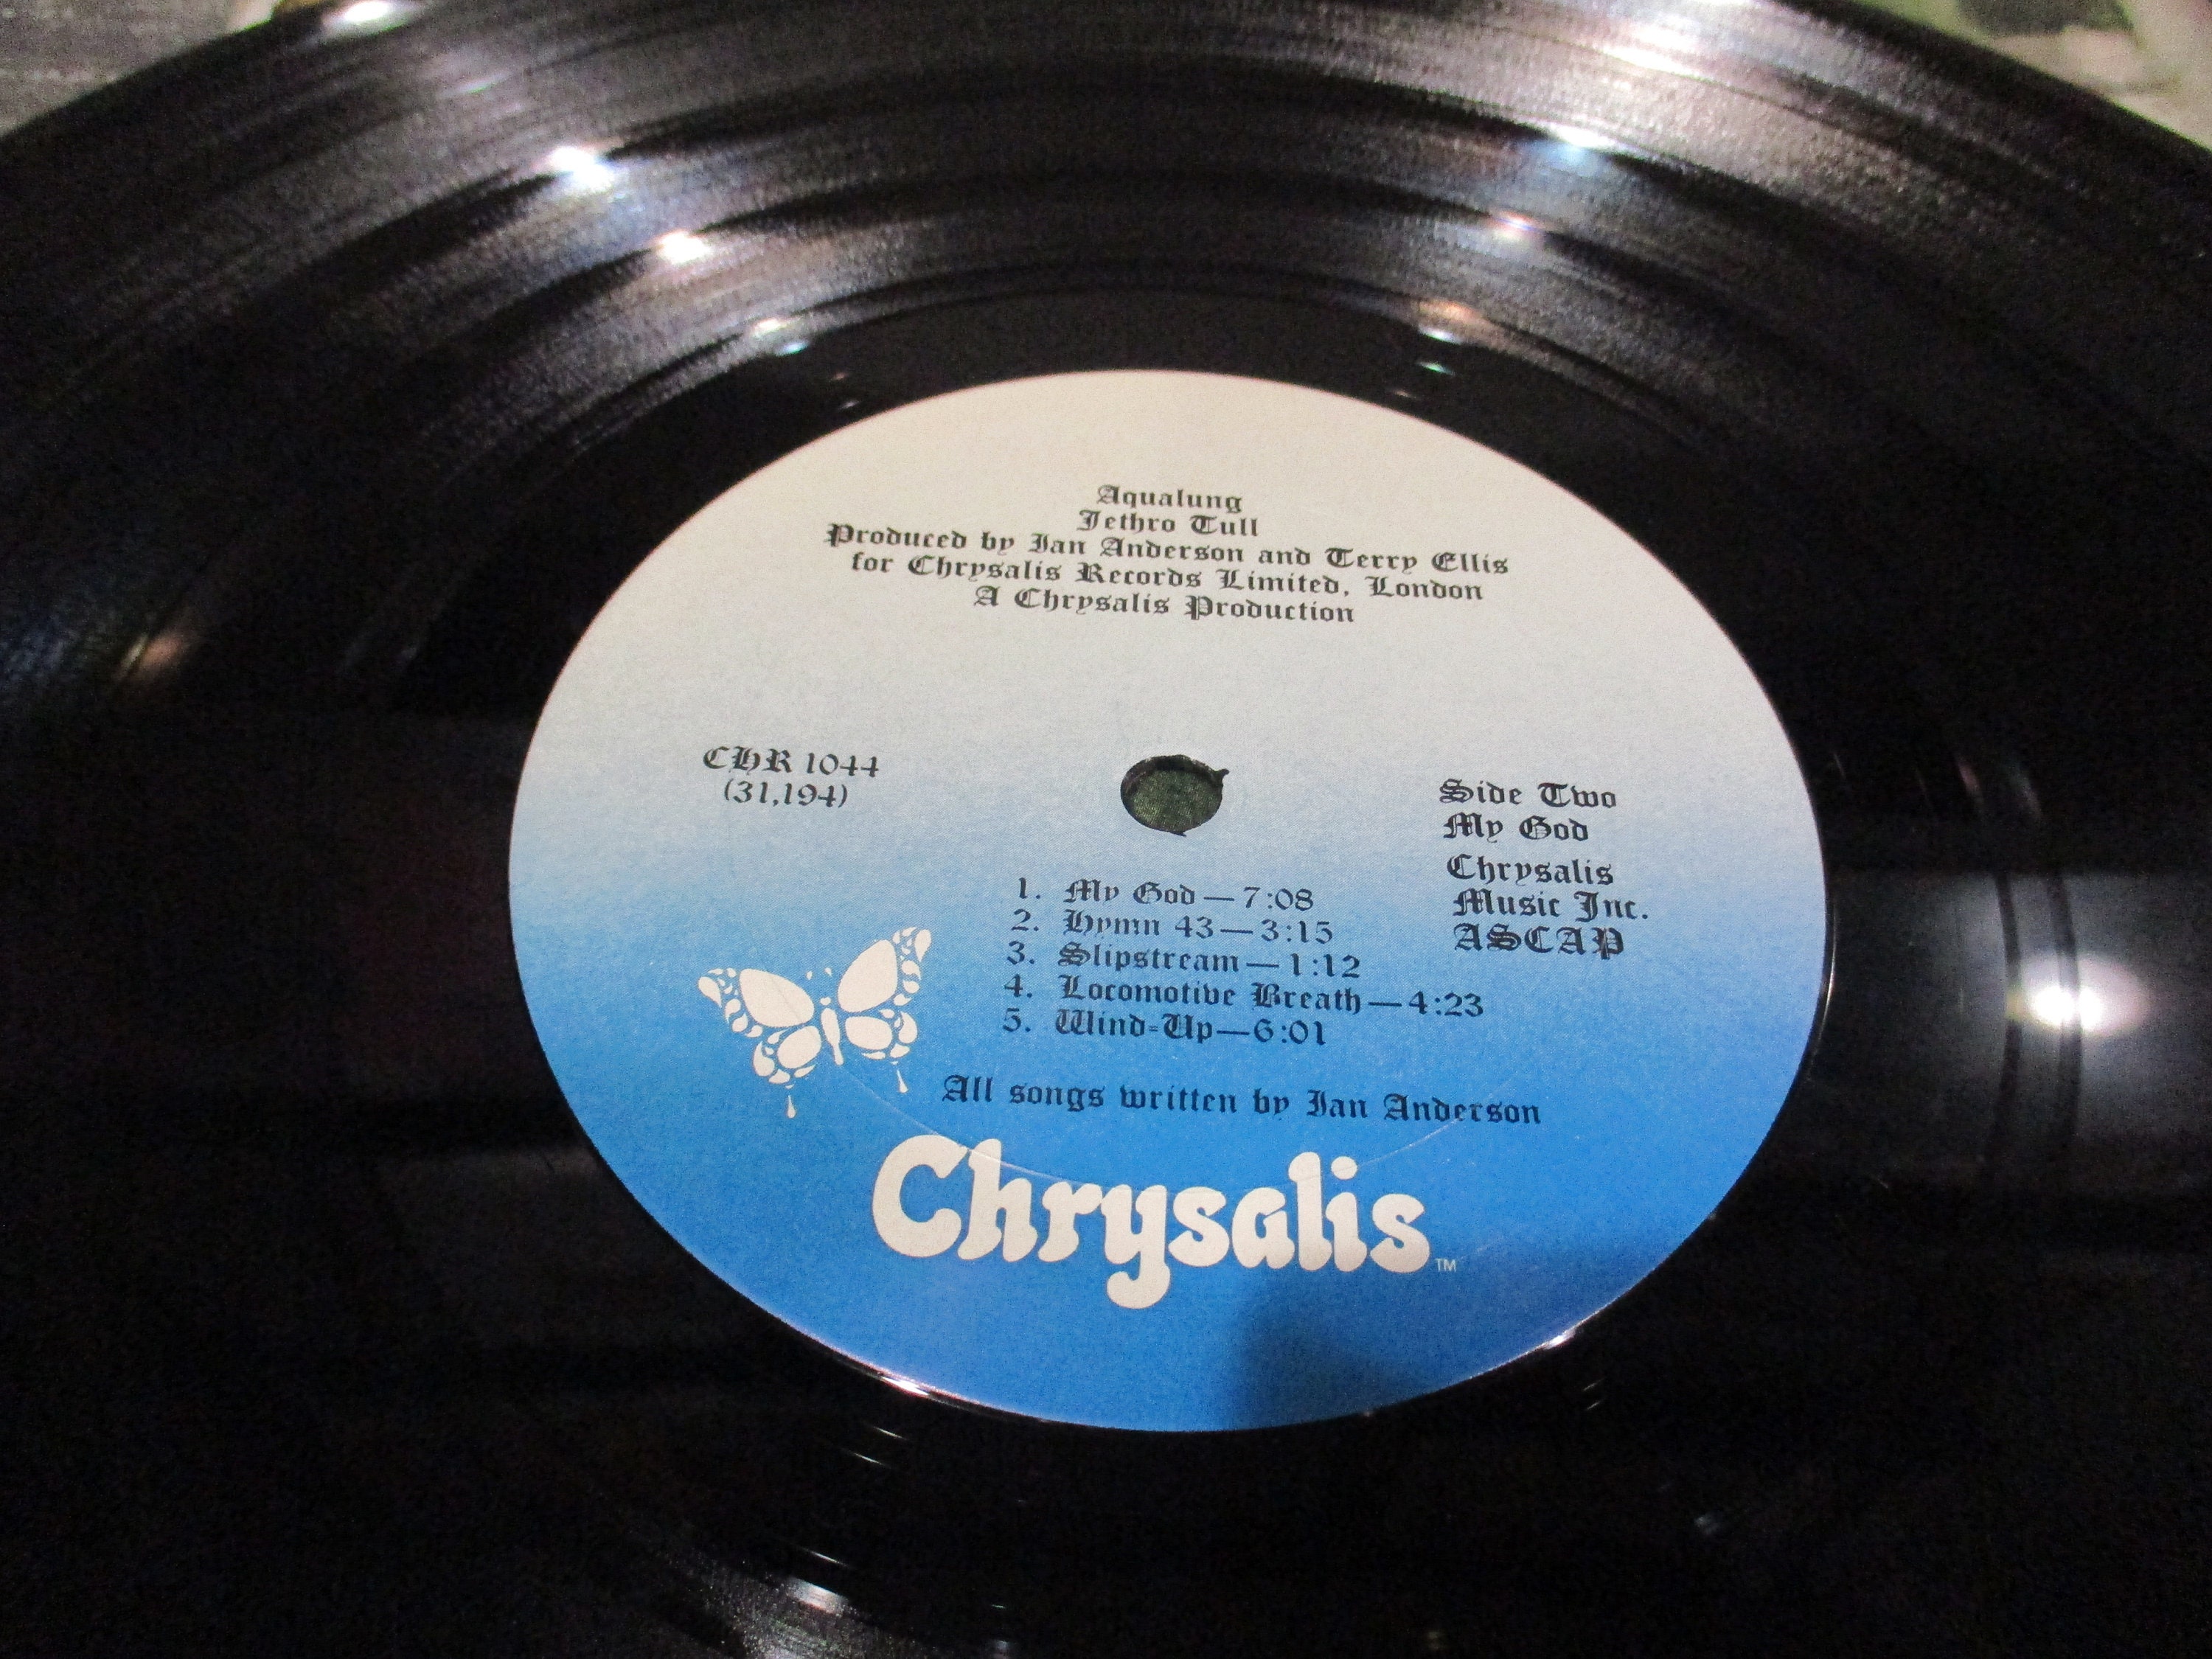 Aqualung
Jethro Tull
Produced by Ian Anderson and Terry Ellis
for Chrysalis Records Limited, London
A Chrysalis Production
CHR 1044
(31,194)
Side Two
My God
Chrysalis
Music Inc.
ASCAP
1. My God—7:08
2. Hymn 43—3:15
3. Slipstream—1:12
4. Locomotive Breath—4:23
5. Wind-Up—6:01
All songs written by Ian Anderson
Chrysalis TM